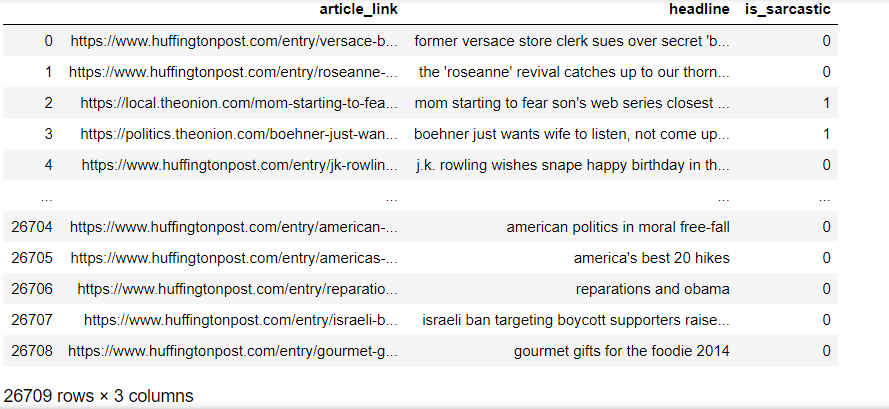 article_link headline is_sarcastic
0 https://www.huffingtonpost.com/entry/versace-b... former versace store clerk sues over secret 'b... 0
1 https://www.huffingtonpost.com/entry/roseanne-... the 'roseanne' revival catches up to our thorn... 0
2 https://local.theonion.com/mom-starting-to-fea... mom starting to fear son's web series closest ... 1
3 https://politics.theonion.com/boehner-just-wan... boehner just wants wife to listen, not come up... 1
4 https://www.huffingtonpost.com/entry/jk-rowlin... j.k. rowling wishes snape happy birthday in th... 0
... ... ... ...
26704 https://www.huffingtonpost.com/entry/american-... american politics in moral free-fall 0
26705 https://www.huffingtonpost.com/entry/americas-... america's best 20 hikes 0
26706 https://www.huffingtonpost.com/entry/reparatio... reparations and obama 0
26707 https://www.huffingtonpost.com/entry/israeli-b... israeli ban targeting boycott supporters raise... 0
26708 https://www.huffingtonpost.com/entry/gourmet-g... gourmet gifts for the foodie 2014 0
26709 rows × 3 columns